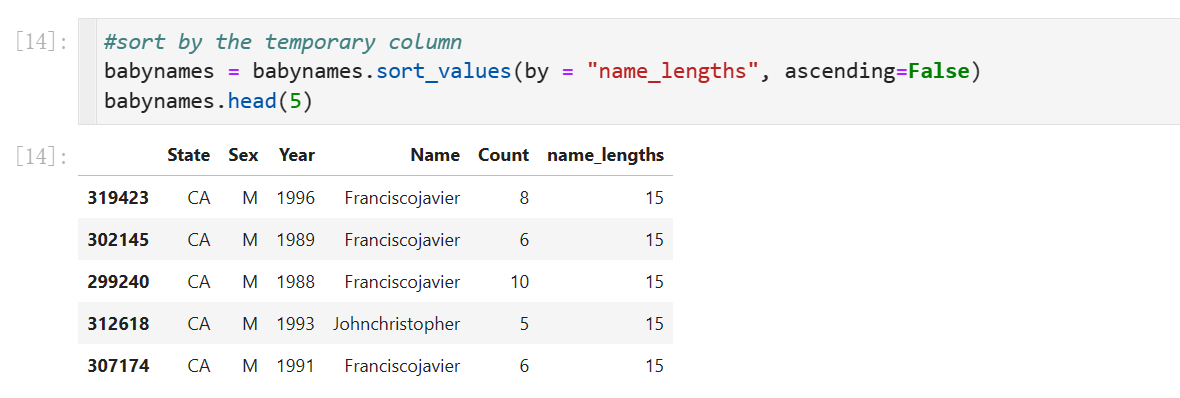 [14]: #sort by the temporary column
babynames = babynames.sort_values(by = "name_lengths", ascending=False)
babynames.head(5)
[14]: State Sex Year Name Count name_lengths
319423 CA M 1996 Franciscojavier 8 15
302145 CA M 1989 Franciscojavier 6 15
299240 CA M 1988 Franciscojavier 10 15
312618 CA M 1993 Johnchristopher 5 15
307174 CA M 1991 Franciscojavier 6 15